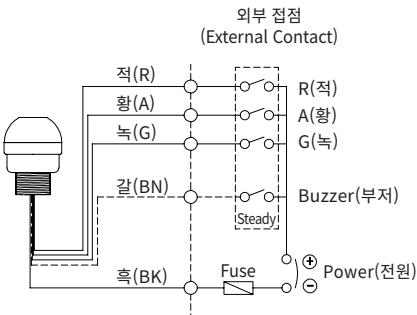 외부 접점
(External Contact)
적(R)
R(적)
황(A)
A(황)
녹(G)
G(녹)
갈(BN)
Buzzer(부저)
Steady
흑(BK)
Fuse
⊕
Power(전원)
⊖